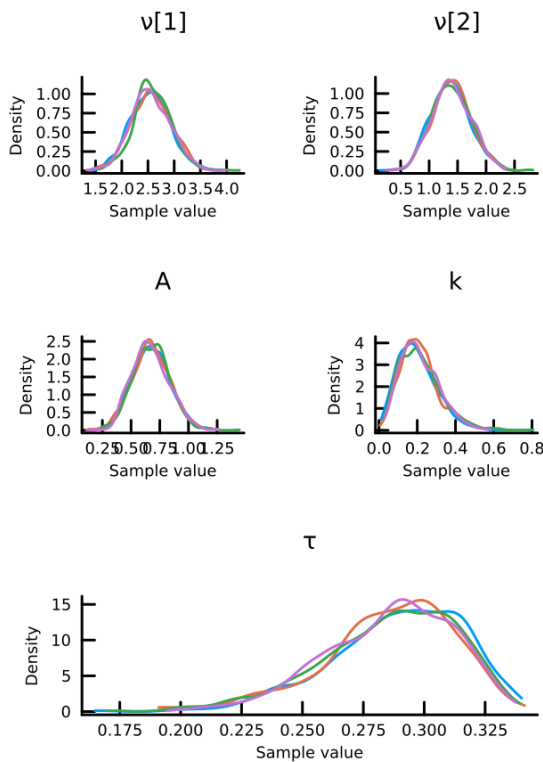 ν[1] ν[2]
Density 1.00 0.75 0.50 0.25 0.00
1.5 2.0 2.5 3.0 3.5 4.0
Sample value
Density 1.00 0.75 0.50 0.25 0.00
0.5 1.0 1.5 2.0 2.5
Sample value
A k
Density 2.5 2.0 1.5 1.0 0.5 0.0
0.25 0.50 0.75 1.00 1.25
Sample value
Density 4 3 2 1 0
0.0 0.2 0.4 0.6 0.8
Sample value
τ
Density 15 10 5 0
0.175 0.200 0.225 0.250 0.275 0.300 0.325
Sample value